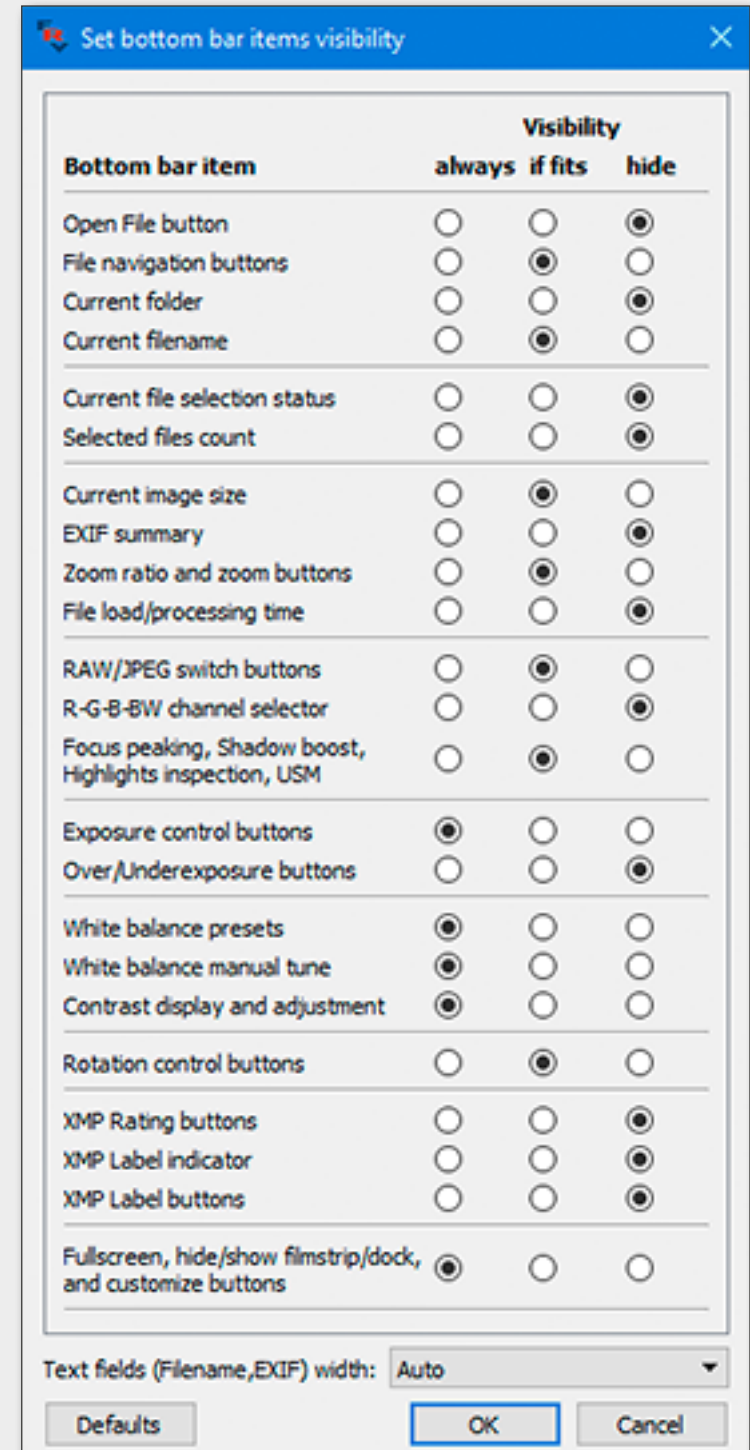 Set bottom bar items visibility
Visibility
Bottom bar item always if fits hide
Open File button
File navigation buttons
Current folder
Current filename
Current file selection status
Selected files count
Current image size
EXIF summary
Zoom ratio and zoom buttons
File load/processing time
RAW/JPEG switch buttons
R-G-B-BW channel selector
Focus peaking, Shadow boost,
Highlights inspection, USM
Exposure control buttons
Over/Underexposure buttons
White balance presets
White balance manual tune
Contrast display and adjustment
Rotation control buttons
XMP Rating buttons
XMP Label indicator
XMP Label buttons
Fullscreen, hide/show filmstrip/dock,
and customize buttons
Text fields (Filename,EXIF) width: Auto
Defaults OK Cancel